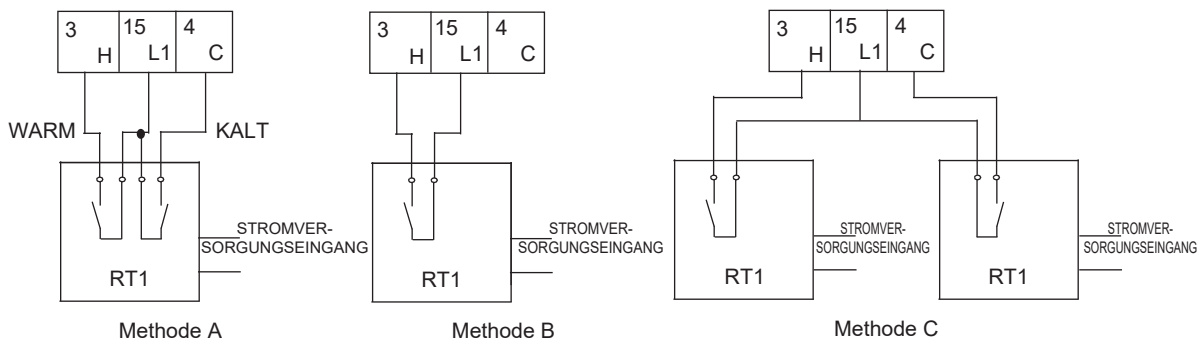 3 H 15 L1 4 C
WARM KALT
STROMVER-
SORGUNGSEINGANG
RT1
Methode A
3 H 15 L1 4 C
STROMVER-
SORGUNGSEINGANG
RT1
Methode B
3 H 15 L1 4 C
STROMVER-
SORGUNGSEINGANG
RT1
STROMVER-
SORGUNGSEINGANG
RT1
Methode C